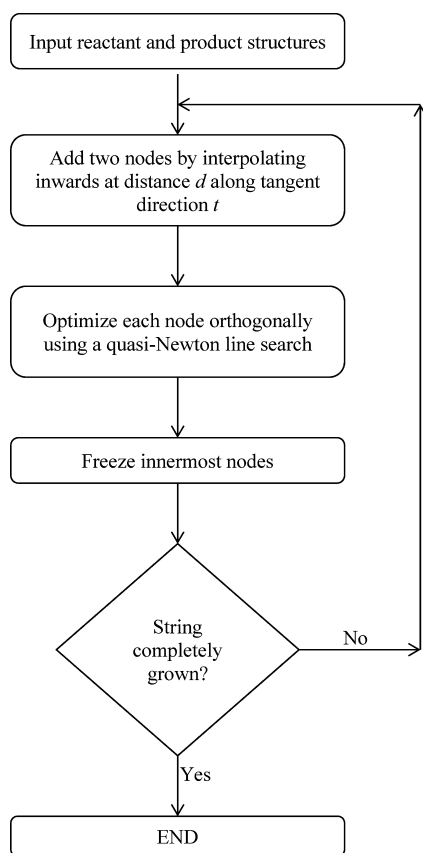 Input reactant and product structures
Add two nodes by interpolating
inwards at distance d along tangent
direction t
Optimize each node orthogonally
using a quasi-Newton line search
Freeze innermost nodes
String
completely
grown?
No
Yes
END